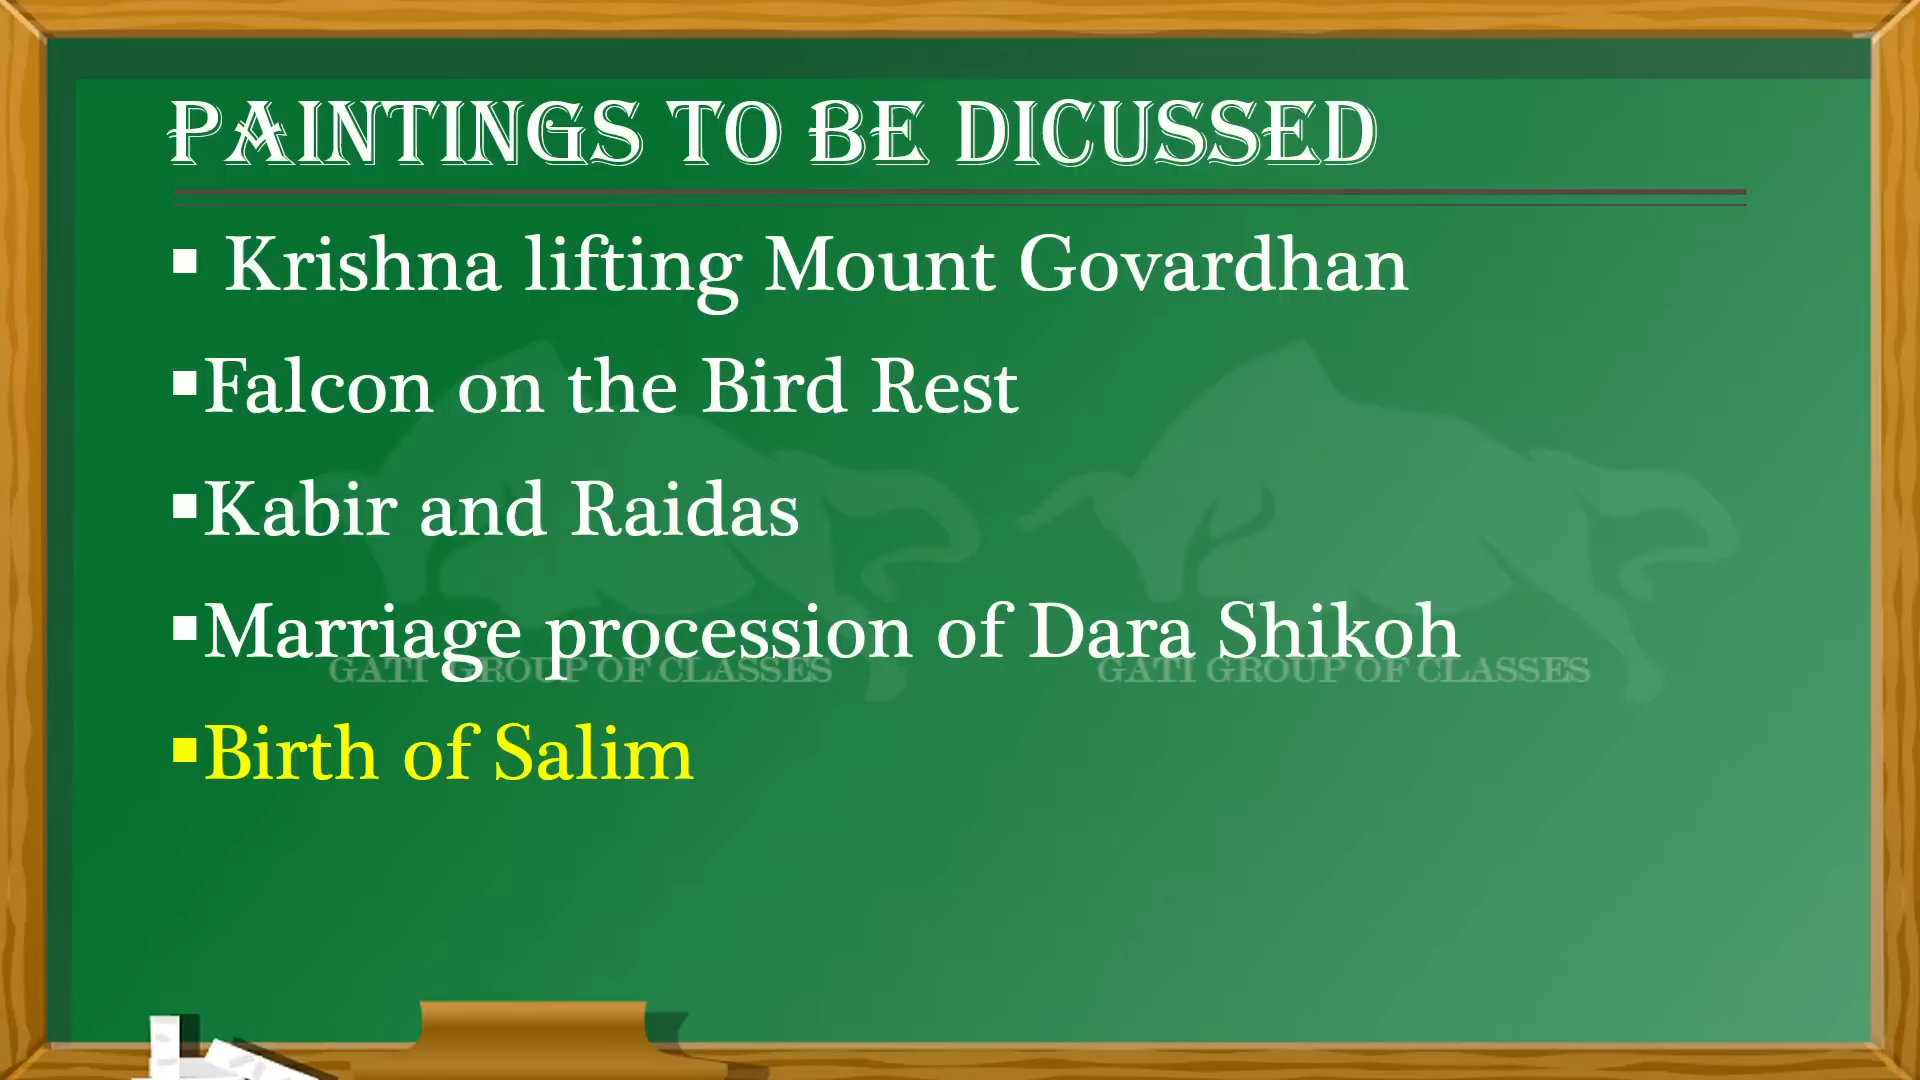 PAINTINGS TO BE DICUSSED
▪ Krishna lifting Mount Govardhan
▪Falcon on the Bird Rest
▪Kabir and Raidas
▪Marriage procession of Dara Shikoh
GATI GROUP OF CLASSES GATI GROUP OF CLASSES
▪Birth of Salim